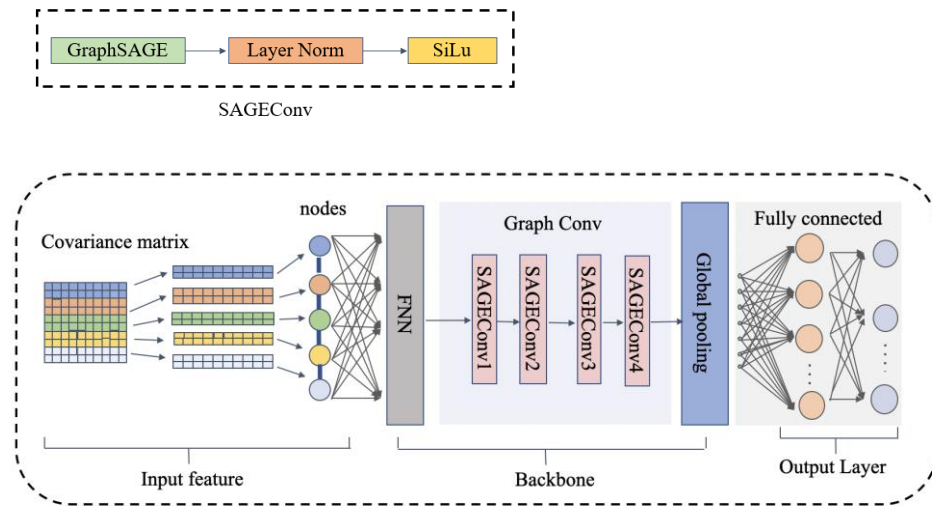 GraphSAGE
Layer Norm
SiLu
SAGEConv
nodes
Covariance matrix
FNN
Graph Conv
SAGEConv1
SAGEConv2
SAGEConv3
SAGEConv4
Global pooling
Fully connected
Input feature
Backbone
Output Layer